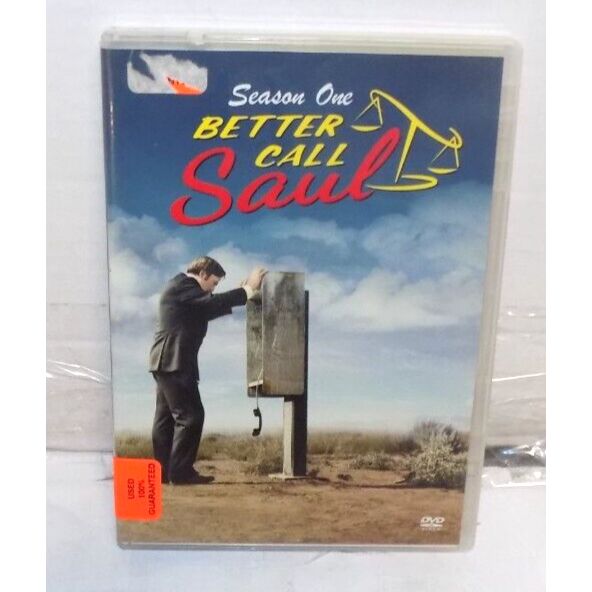 Season One
BETTER
CALL
Saul
USED
100%
GUARANTEED
DVD